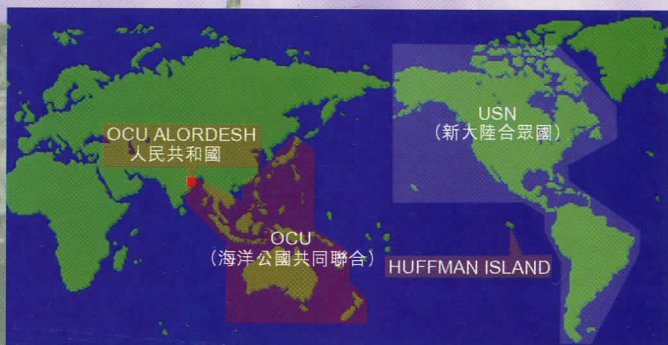 OCU ALORDESH
人民共和國
USN
（新大陸合眾國）
OCU
（海洋公國共同聯合）
HUFFMAN ISLAND